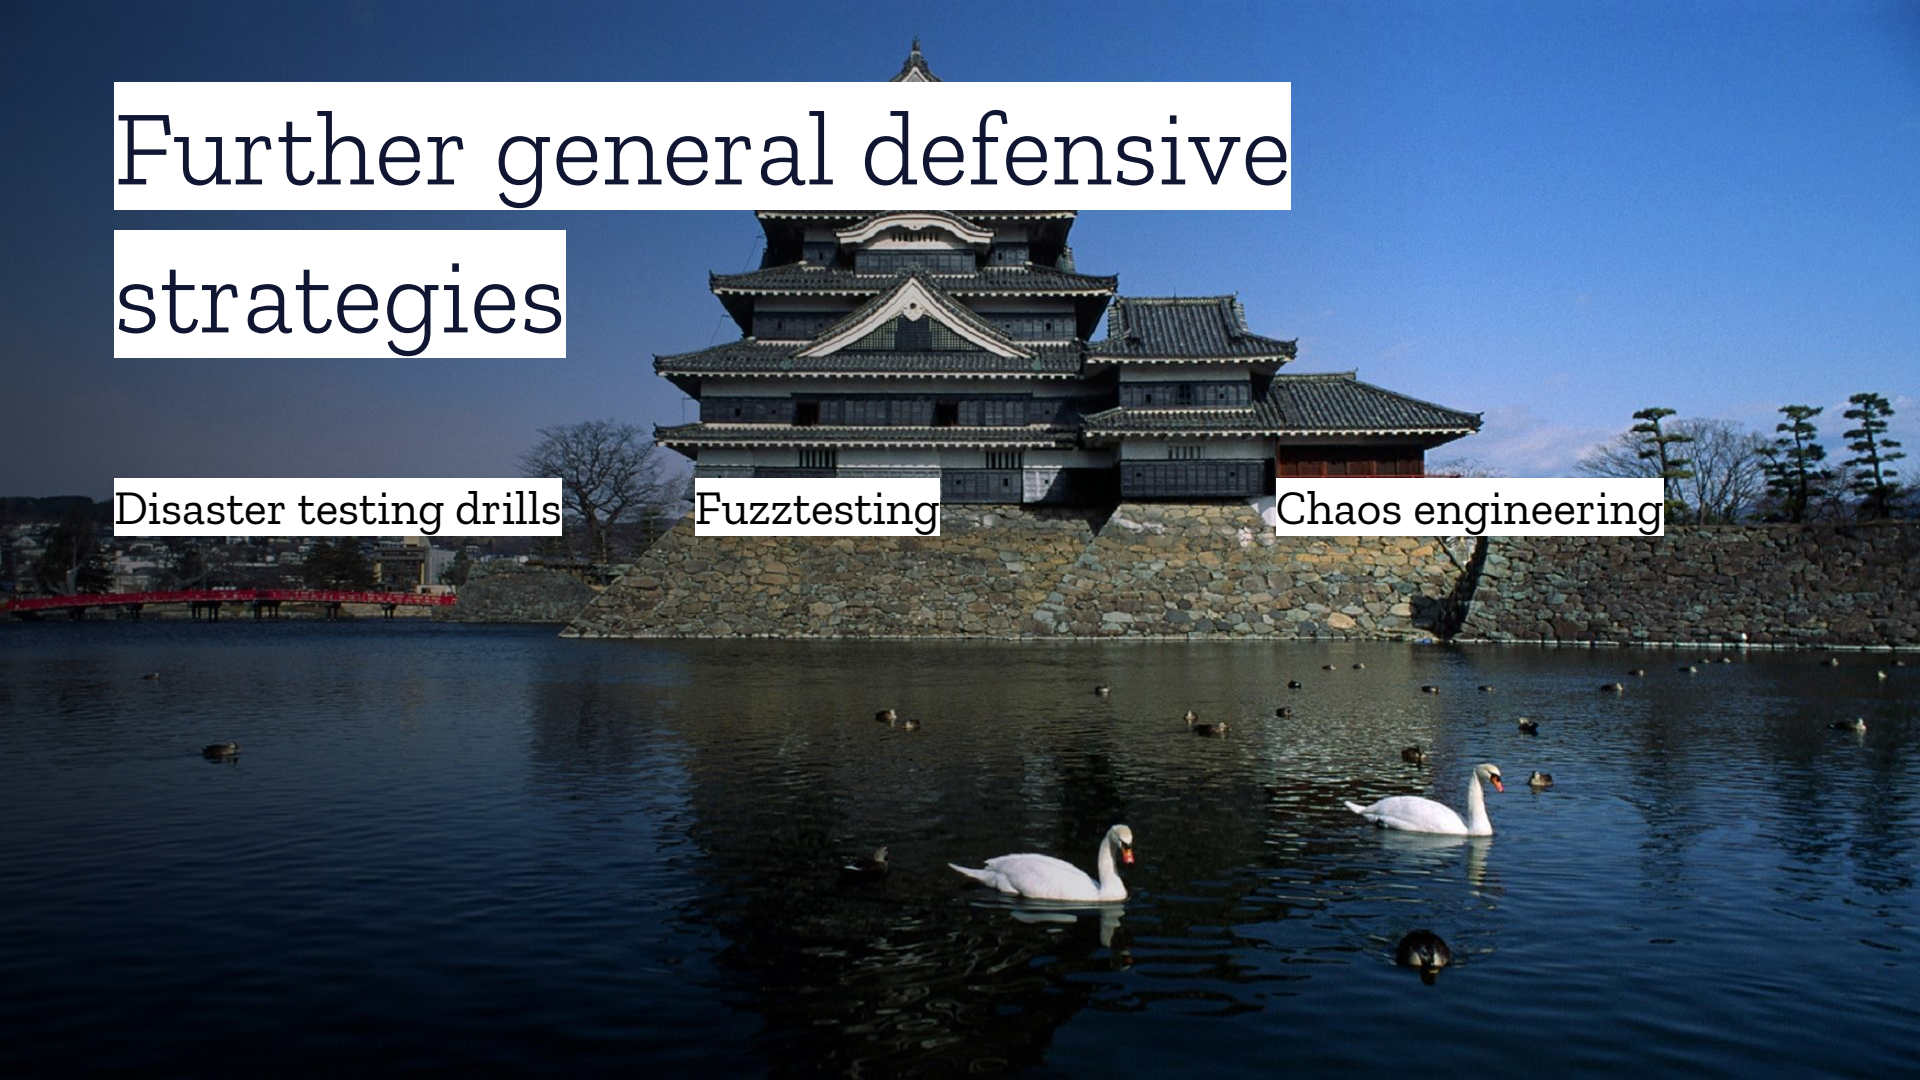 Further general defensive
strategies
Disaster testing drills
Fuzztesting
Chaos engineering